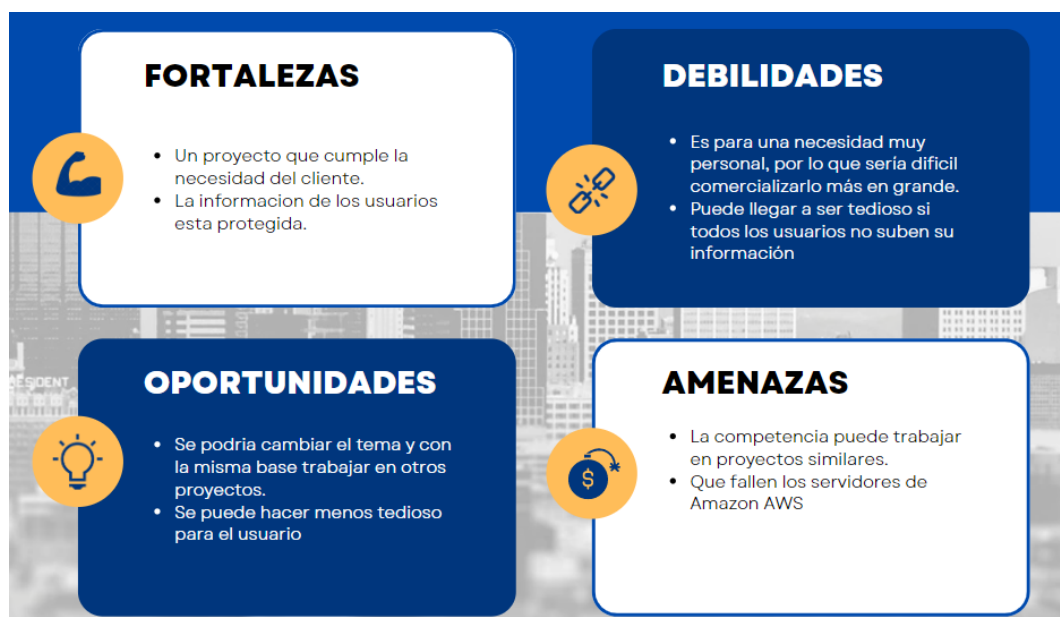 FORTALEZAS
• Un proyecto que cumple la
necesidad del cliente.
• La informacion de los usuarios
esta protegida.
DEBILIDADES
• Es para una necesidad muy
personal, por lo que sería dificil
comercializarlo más en grande.
• Puede llegar a ser tedioso si
todos los usuarios no suben su
información
OPORTUNIDADES
• Se podria cambiar el tema y con
la misma base trabajar en otros
proyectos.
• Se puede hacer menos tedioso
para el usuario
AMENAZAS
• La competencia puede trabajar
en proyectos similares.
• Que fallen los servidores de
Amazon AWS
$